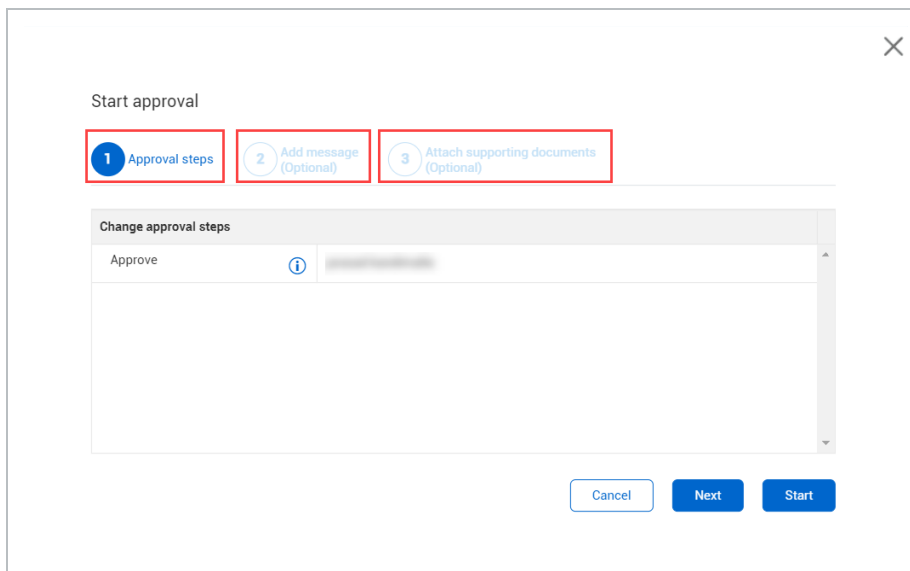 Start approval
1 Approval steps
2 Add message
(Optional)
3 Attach supporting documents
(Optional)
Change approval steps
Approve
Cancel Next Start